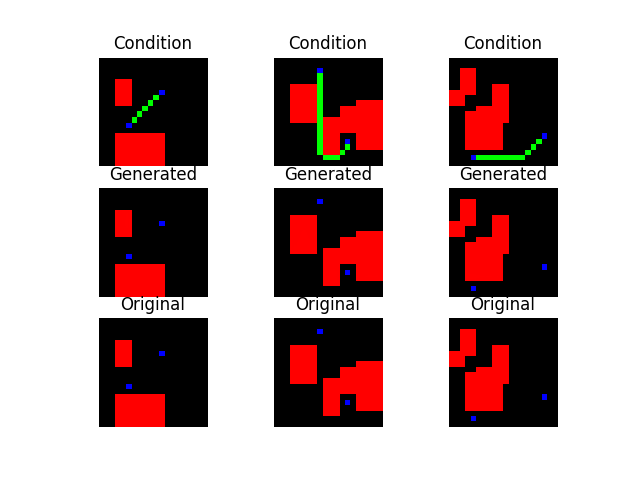 Condition Condition Condition
Generated Generated Generated
Original Original Original